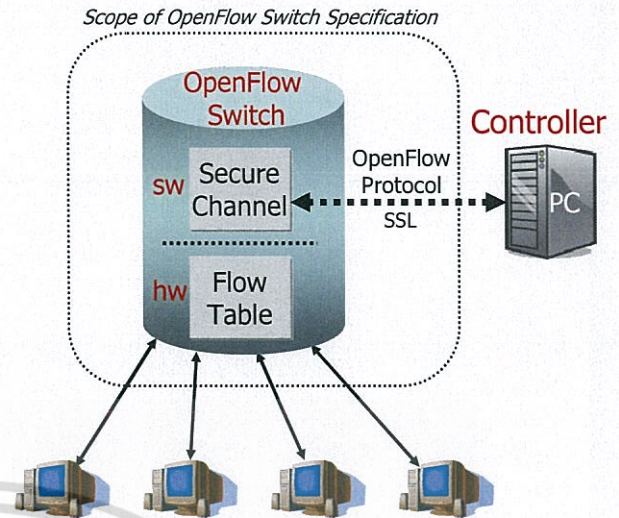 Scope of OpenFlow Switch Specification
OpenFlow
Switch
Controller
sw
Secure
Channel
OpenFlow
Protocol
SSL
PC
hw
Flow
Table